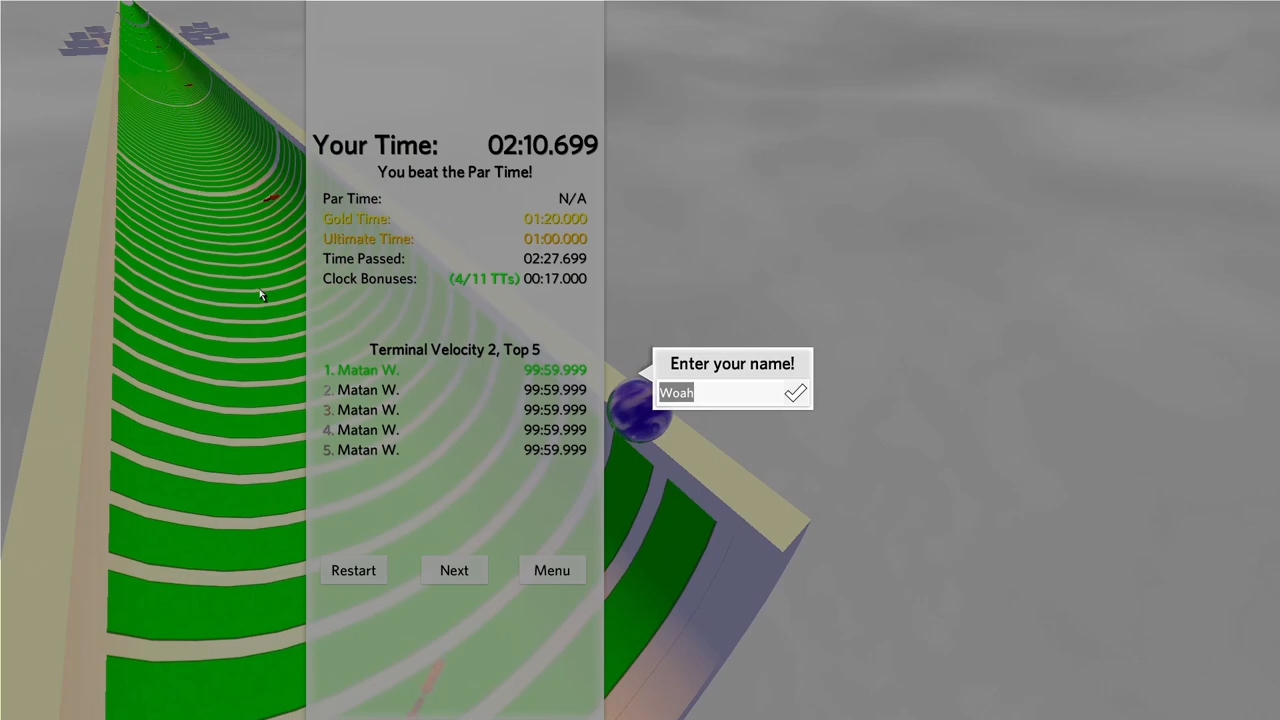 Your Time: 02:10.699
You beat the Par Time!
Par Time: N/A
Gold Time: 01:20.000
Ultimate Time: 01:00.000
Time Passed: 02:27.699
Clock Bonuses: (4/11 TTs) 00:17.000
Terminal Velocity 2, Top 5
1. Matan W. 99:59.999
2. Matan W. 99:59.999
3. Matan W. 99:59.999
4. Matan W. 99:59.999
5. Matan W. 99:59.999
Enter your name!
Woah
Restart Next Menu